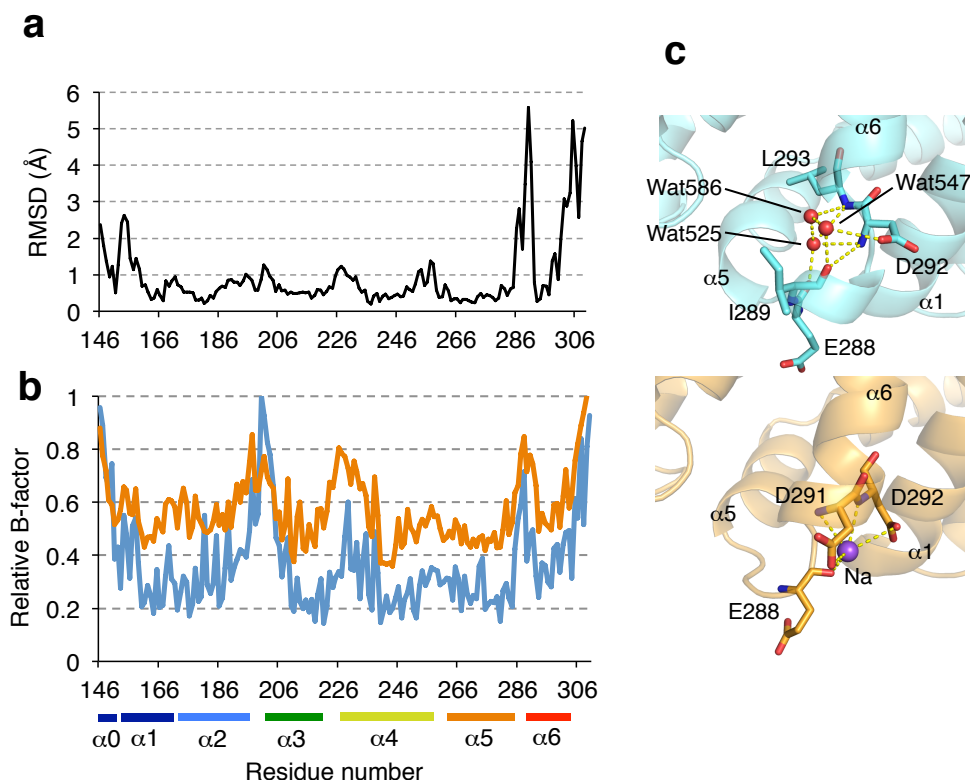 a
RMSD (Å)
6
5
4
3
2
1
0
146 166 186 206 226 246 266 286 306
b
Relative B-factor
1
0.8
0.6
0.4
0.2
0
146 166 186 206 226 246 266 286 306
α0 α1 α2 α3 α4 α5 α6
Residue number
c
α6
L293
Wat586
Wat547
Wat525
D292
α5
α1
I289
E288
α6
D291
D292
α5
α1
Na
E288